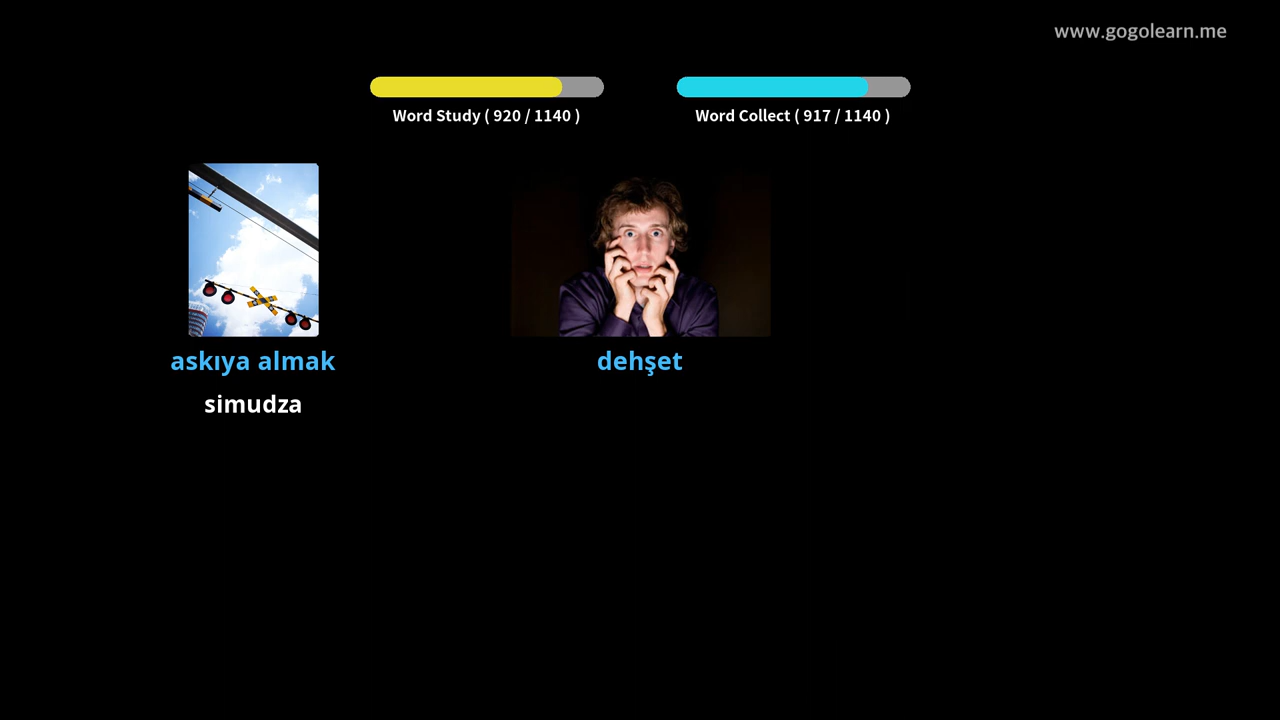 www.gogolearn.me
Word Study ( 920 / 1140 )
Word Collect ( 917 / 1140 )
askıya almak
dehşet
simudza